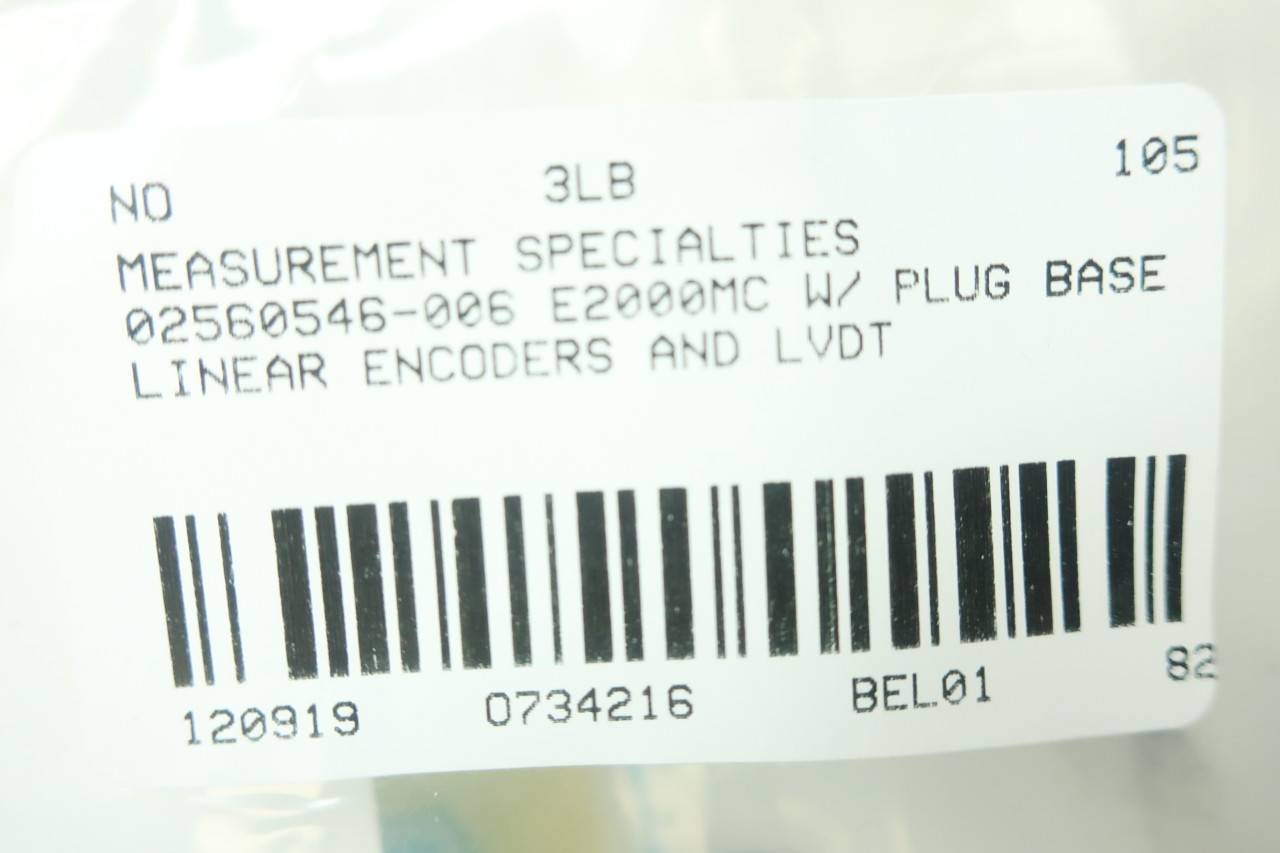 NO 3LB 105
MEASUREMENT SPECIALTIES
02560546-006 E2000MC W/ PLUG BASE
LINEAR ENCODERS AND LVDT
120919 0734216 BEL01 82